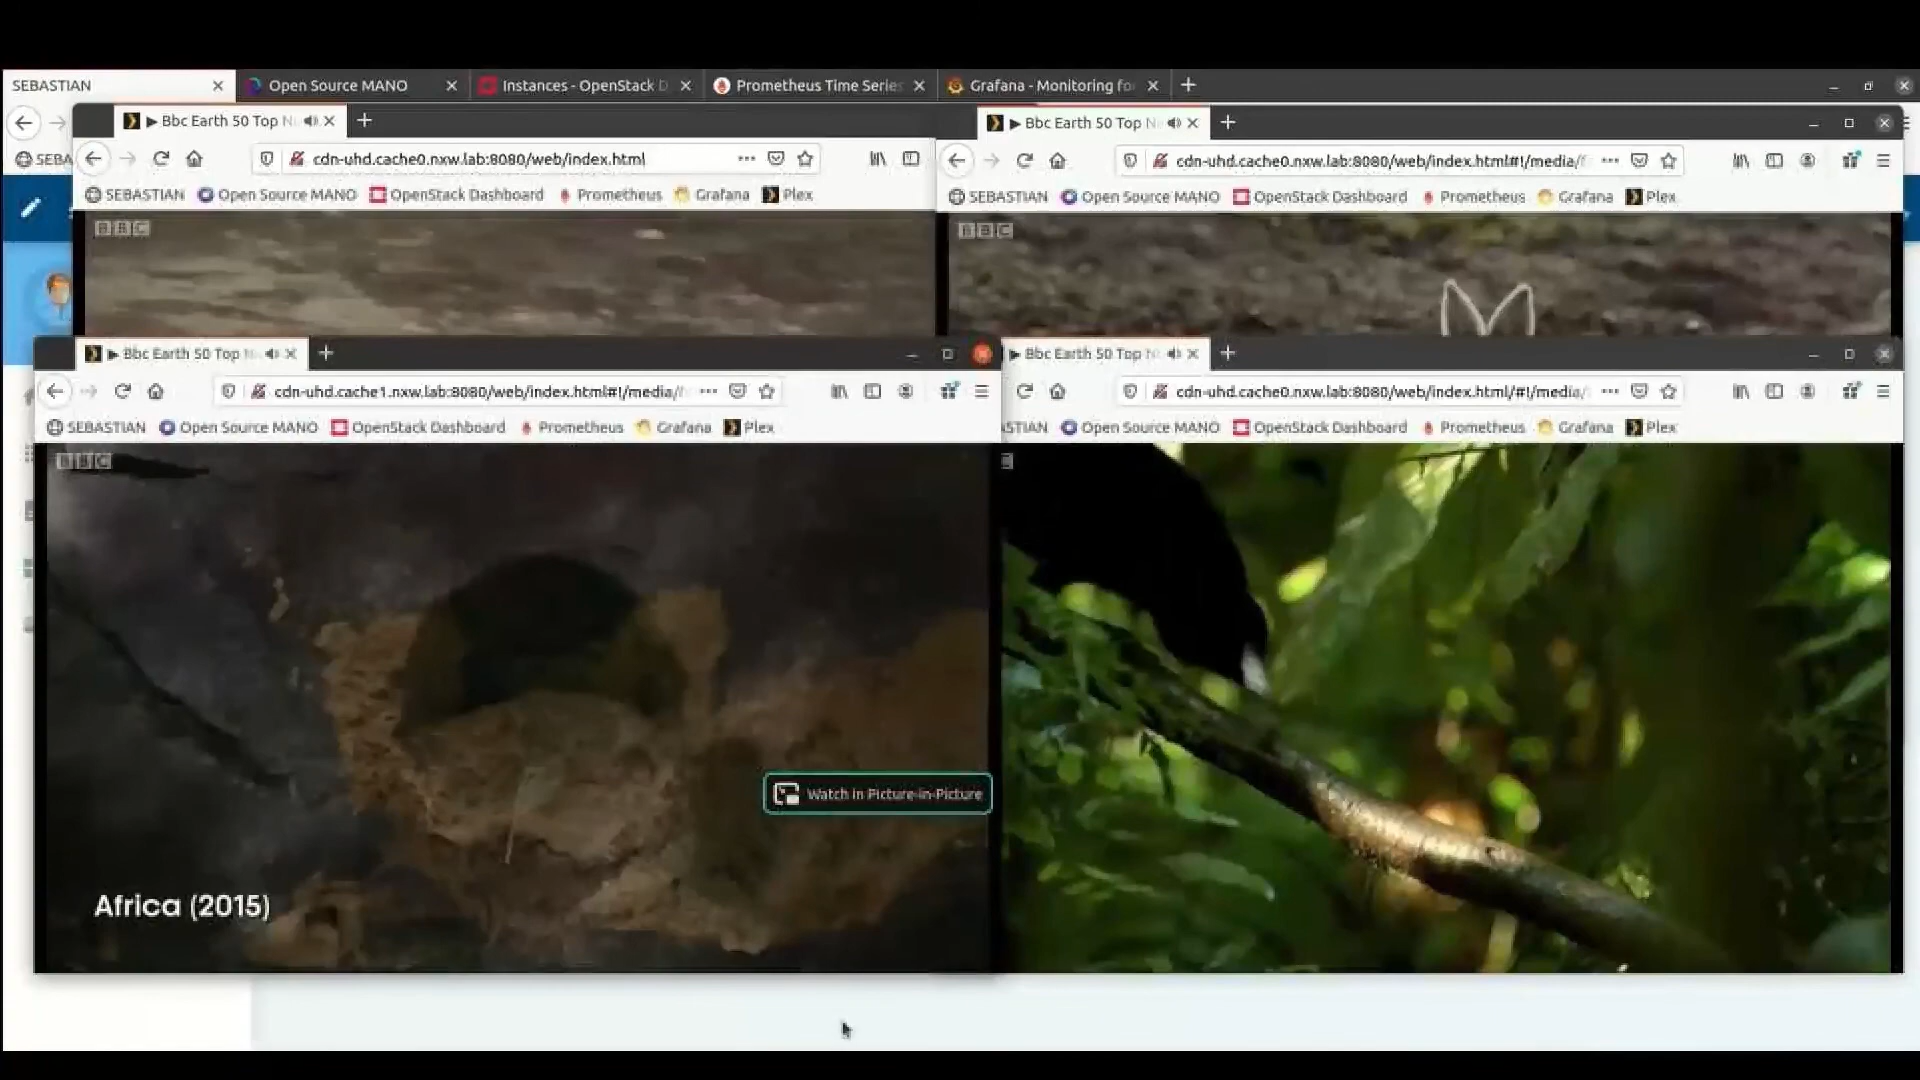 SEBASTIAN
Open Source MANO
Instances - OpenStack D
Prometheus Time Series
Grafana - Monitoring fo
Bbc Earth 50 Top N
Bbc Earth 50 Top N
cdn-uhd.cache0.nxw.lab:8080/web/index.html
cdn-uhd.cache0.nxw.lab:8080/web/index.html#!/media/
SEBA
SEBASTIAN Open Source MANO OpenStack Dashboard Prometheus Grafana Plex
SEBASTIAN Open Source MANO OpenStack Dashboard Prometheus Grafana Plex
BBC
BBC
Bbc Earth 50 Top
Bbc Earth 50 Top
cdn-uhd.cache1.nxw.lab:8080/web/index.html#!/media/
cdn-uhd.cache0.nxw.lab:8080/web/index.html/#!/media/
SEBASTIAN Open Source MANO OpenStack Dashboard Prometheus Grafana Plex
STIAN Open Source MANO OpenStack Dashboard Prometheus Grafana Plex
BBC
Watch in Picture-in-Picture
Africa (2015)